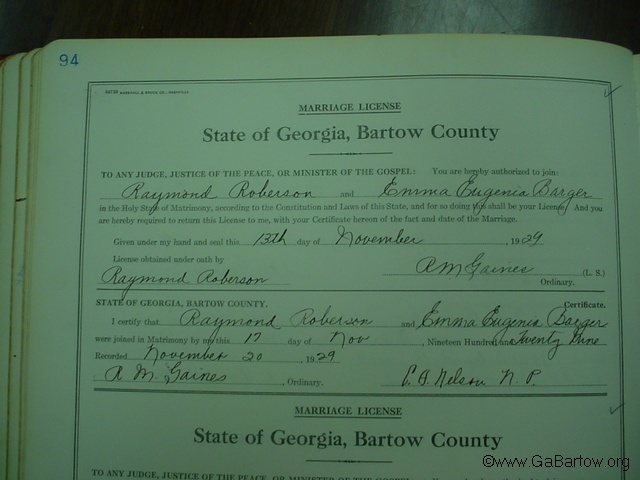 94
MARSHALL & BRUCE CO., NASHVILLE
MARRIAGE LICENSE
State of Georgia, Bartow County
TO ANY JUDGE, JUSTICE OF THE PEACE, OR MINISTER OF THE GOSPEL: You are hereby authorized to join:
Raymond Roberson and Emma Eugenia Barger
in the Holy State of Matrimony, according to the Constitution and Laws of this State, and for so doing this shall be your License. And you
are hereby required to return this License to me, with your Certificate hereon of the fact and date of the Marriage.
Given under my hand and seal this 13th day of November, 1929
License obtained under oath by
Raymond Roberson R M Gaines (L. S.)
Ordinary.
STATE OF GEORGIA, BARTOW COUNTY. Certificate.
I certify that Raymond Roberson and Emma Eugenia Barger
were joined in Matrimony by me this 17 day of Nov, Nineteen Hundred and Twenty Nine
Recorded November 20, 1929
R M. Gaines, Ordinary. Nelson N. P.
MARRIAGE LICENSE
State of Georgia, Bartow County
TO ANY JUDGE, JUSTICE OF THE PEACE, OR MINISTER OF THE GOSPEL:
©www.GaBartow.org